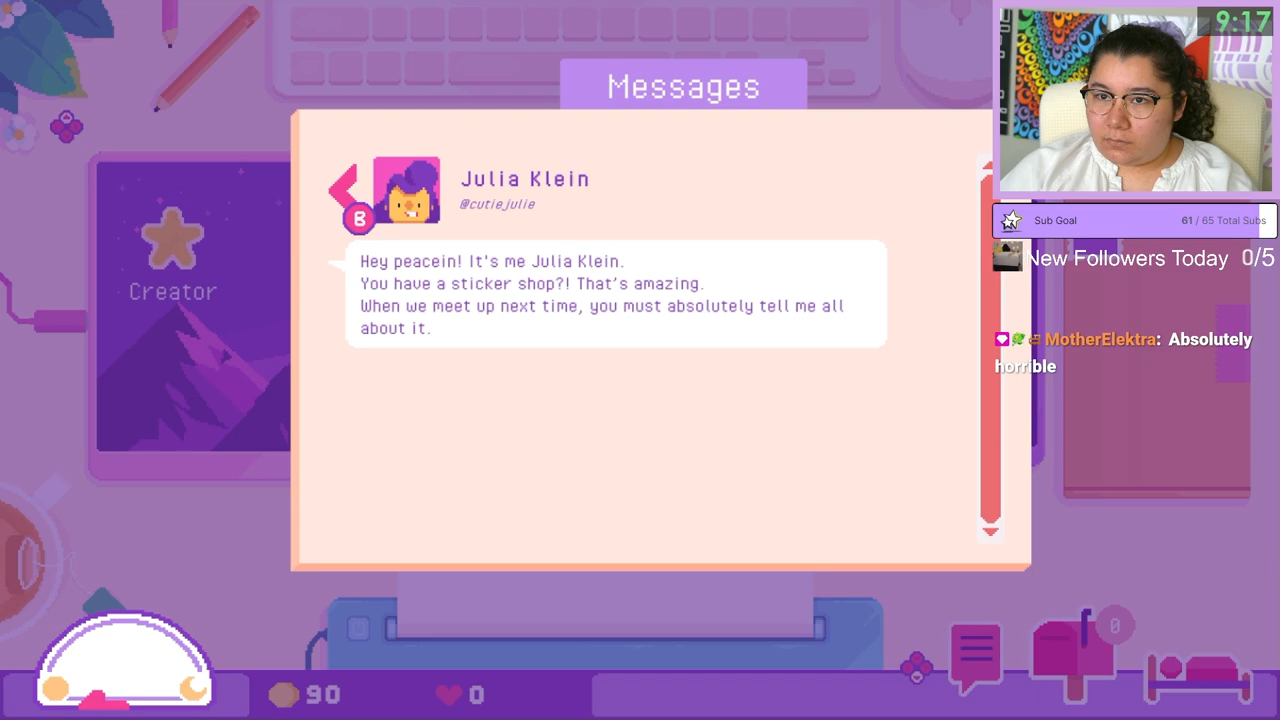 9:17
Messages
Julia Klein
@cutiejulie
B
Hey peacein! It's me Julia Klein.
You have a sticker shop?! That's amazing.
When we meet up next time, you must absolutely tell me all
about it.
Creator
Sub Goal 61 / 65 Total Subs
New Followers Today 0/5
MotherElektra: Absolutely
horrible
0
90
0